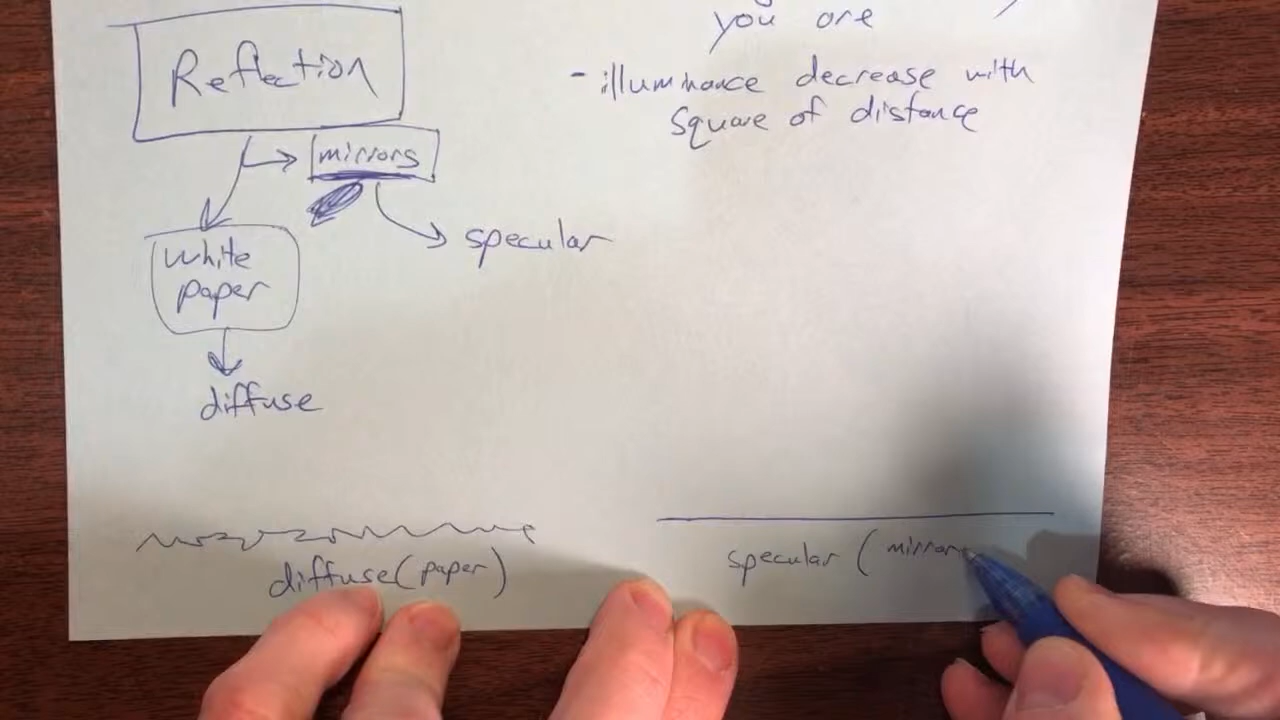 you are
- illuminance decrease with
square of distance
Reflection
mirrors
specular
white
paper
diffuse
diffuse (paper)
specular (mirror